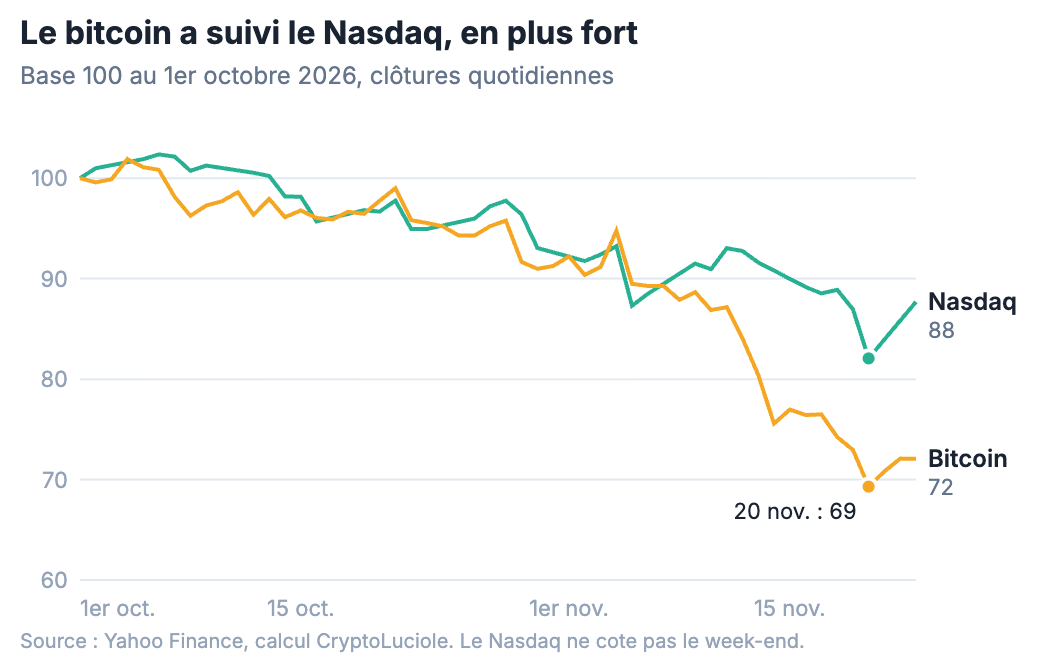 Le bitcoin a suivi le Nasdaq, en plus fort
Base 100 au 1er octobre 2026, clôtures quotidiennes
100
90
80
70
60
Nasdaq
88
Bitcoin
72
20 nov. : 69
1er oct.
15 oct.
1er nov.
15 nov.
Source : Yahoo Finance, calcul CryptoLuciole. Le Nasdaq ne cote pas le week-end.